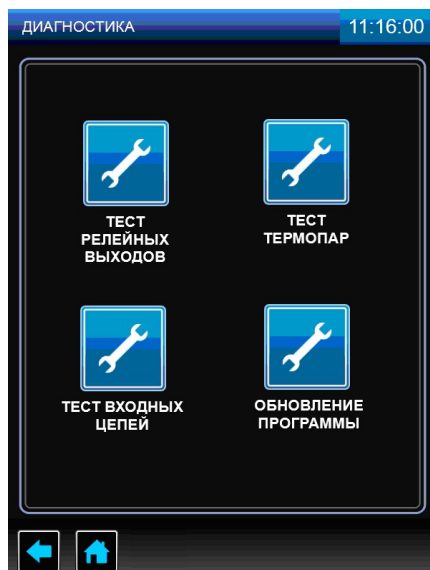 ДИАГНОСТИКА
11:16:00
ТЕСТ
РЕЛЕЙНЫХ
ВЫХОДОВ
ТЕСТ
ТЕРМОПАР
ТЕСТ ВХОДНЫХ
ЦЕПЕЙ
ОБНОВЛЕНИЕ
ПРОГРАММЫ